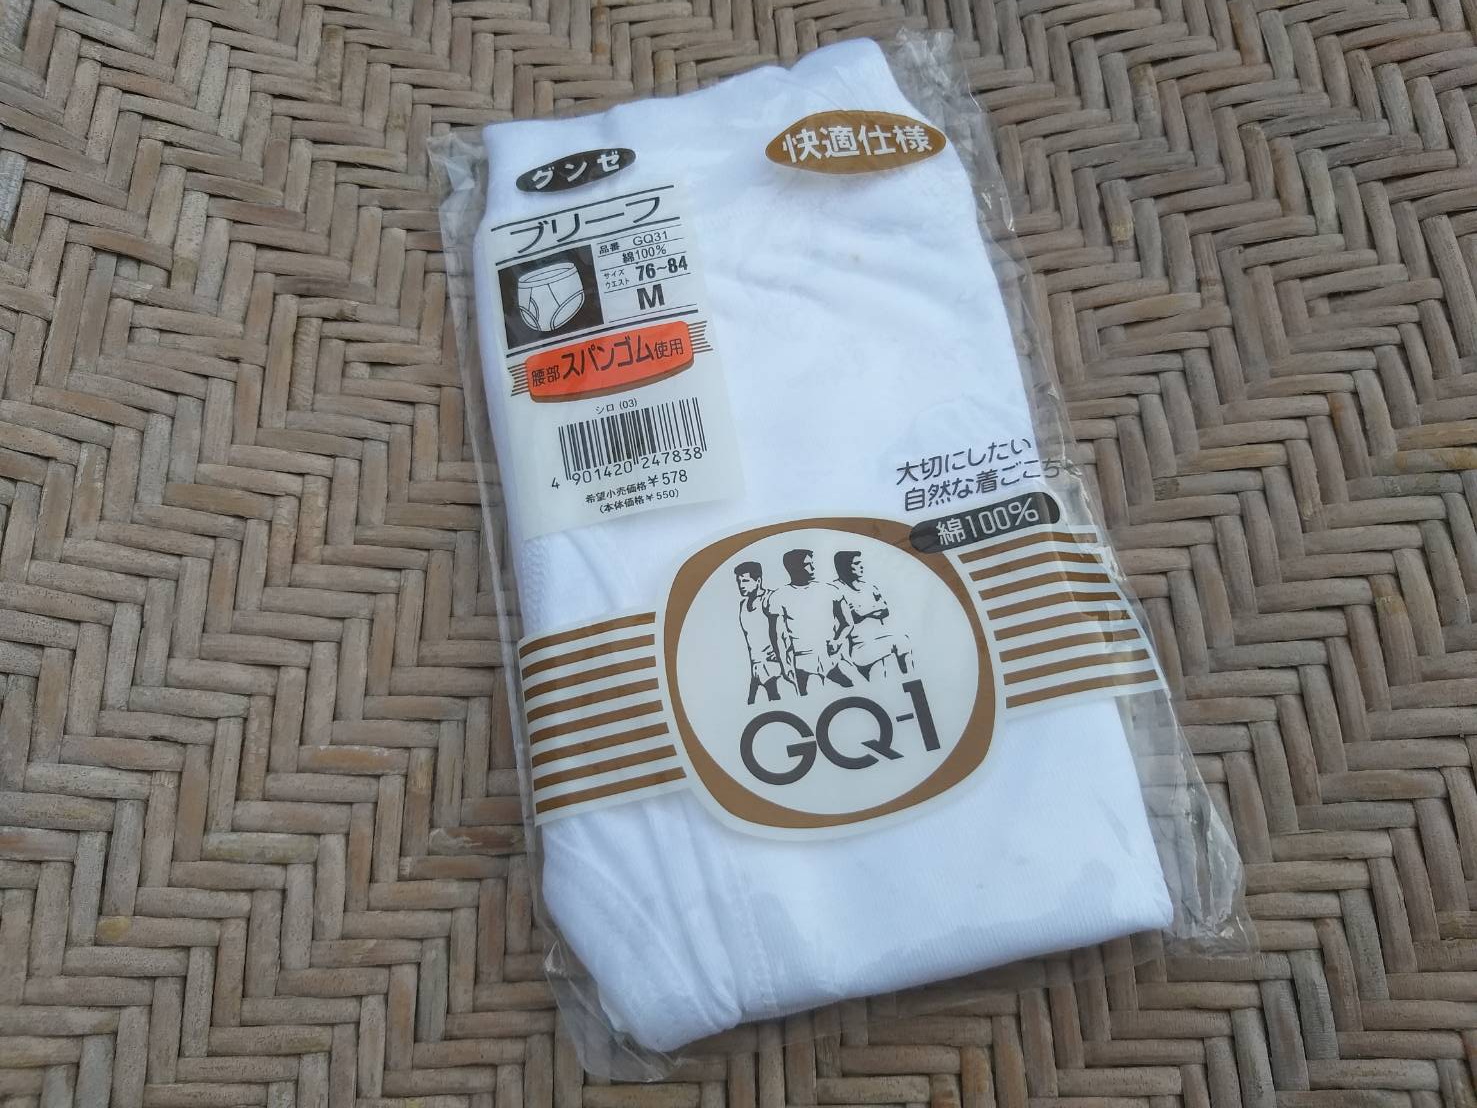 グンゼ
快適仕様
ブリーフ
品番 GQ31
綿100%
サイズ
ウエスト 76~84
M
腰部スパンゴム使用
シロ (03)
4 901420 247838
希望小売価格¥578
(本体価格¥550)
大切にしたい
自然な着ごこち
綿100%
GQ-1